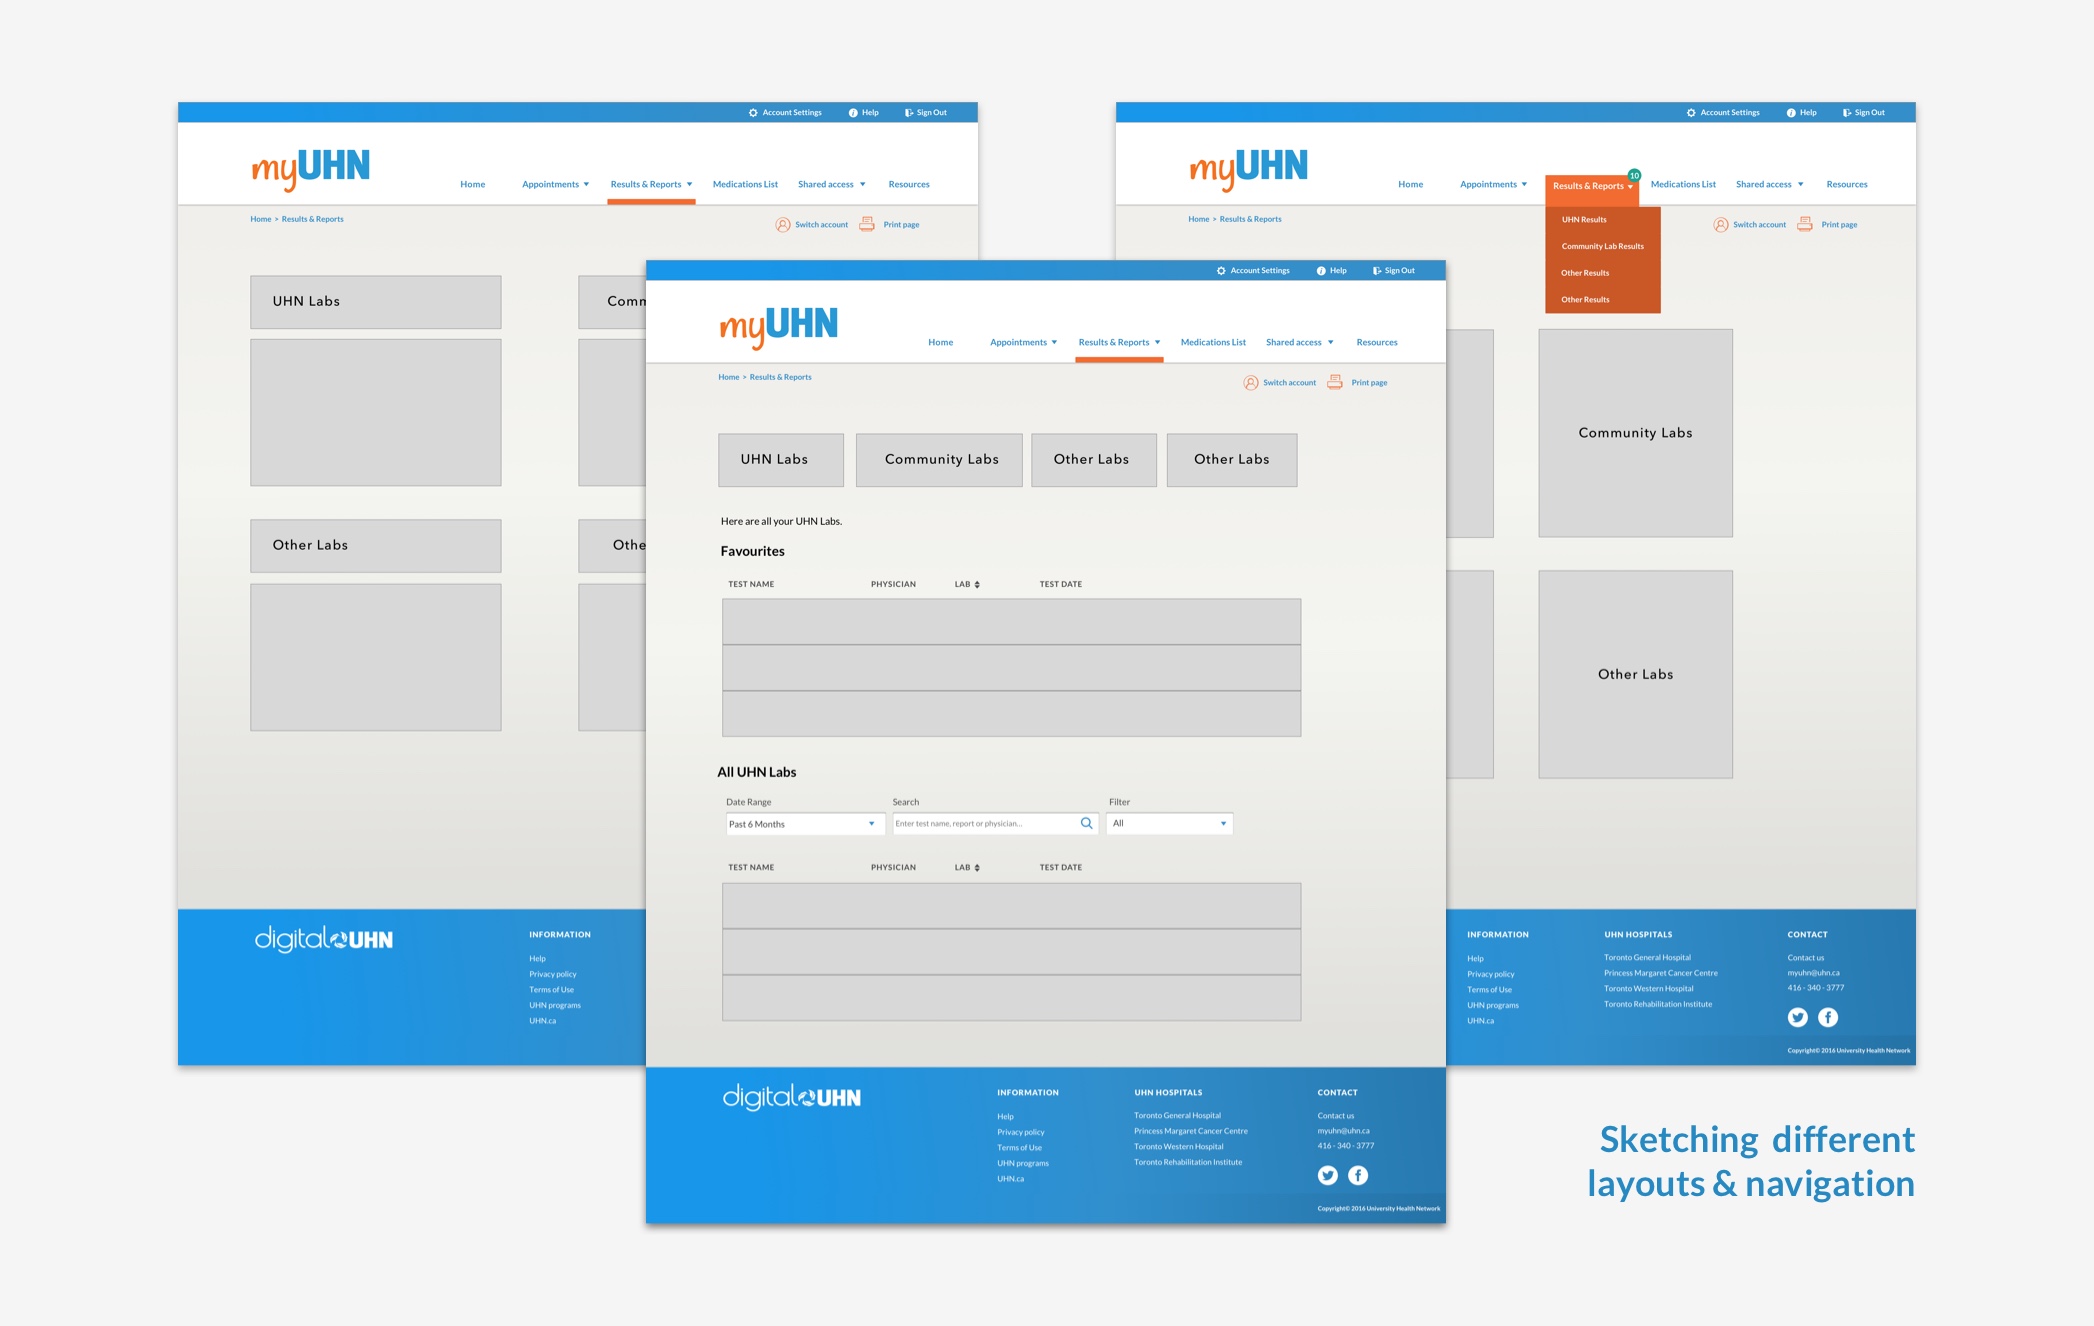 Account Settings Help Sign Out
myUHN
Home Appointments Results & Reports Medications List Shared access Resources
Home > Results & Reports
Switch account Print page
UHN Labs
Other Labs
digital UHN
INFORMATION
Help
Privacy policy
Terms of Use
UHN programs
UHN.ca
Account Settings Help Sign Out
myUHN
Home Appointments Results & Reports Medications List Shared access Resources
Home > Results & Reports
Switch account Print page
UHN Labs Community Labs Other Labs Other Labs
Here are all your UHN Labs.
Favourites
TEST NAME PHYSICIAN LAB TEST DATE
All UHN Labs
Date Range Search Filter
Past 6 Months Enter test name, report or physician... All
TEST NAME PHYSICIAN LAB TEST DATE
digital UHN
INFORMATION
Help
Privacy policy
Terms of Use
UHN programs
UHN.ca
UHN HOSPITALS
Toronto General Hospital
Princess Margaret Cancer Centre
Toronto Western Hospital
Toronto Rehabilitation Institute
CONTACT
Contact us
myuhn@uhn.ca
416 - 340 - 3777
Copyright© 2016 University Health Network
Account Settings Help Sign Out
myUHN
Home Appointments Results & Reports 10 Medications List Shared access Resources
Home > Results & Reports
Switch account Print page
UHN Results
Community Lab Results
Other Results
Other Results
Community Labs
Other Labs
INFORMATION
Help
Privacy policy
Terms of Use
UHN programs
UHN.ca
UHN HOSPITALS
Toronto General Hospital
Princess Margaret Cancer Centre
Toronto Western Hospital
Toronto Rehabilitation Institute
CONTACT
Contact us
myuhn@uhn.ca
416 - 340 - 3777
Copyright© 2016 University Health Network
Sketching different
layouts & navigation